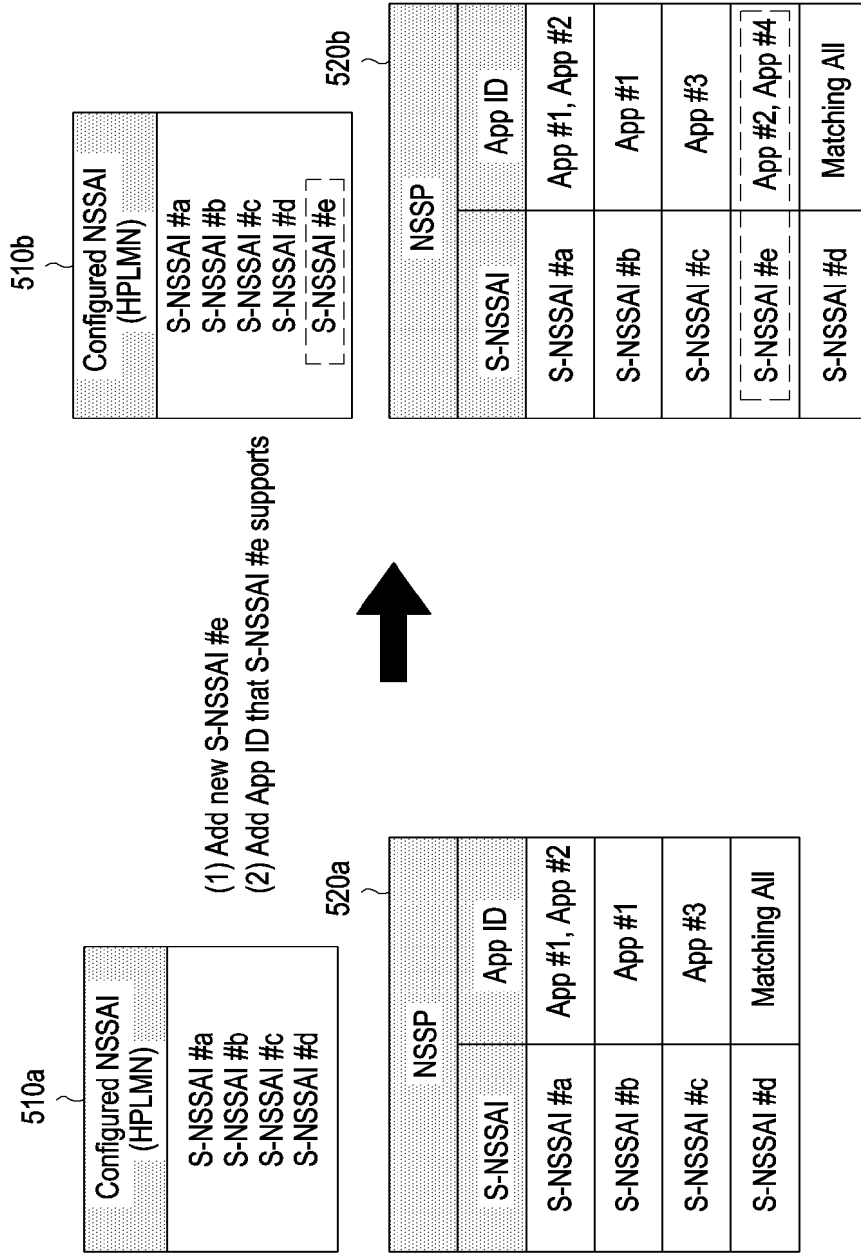 510a
Configured NSSAI
(HPLMN)
S-NSSAI #a
S-NSSAI #b
S-NSSAI #c
S-NSSAI #d
(1) Add new S-NSSAI #e
(2) Add App ID that S-NSSAI #e supports
510b
Configured NSSAI
(HPLMN)
S-NSSAI #a
S-NSSAI #b
S-NSSAI #c
S-NSSAI #d
S-NSSAI #e
520a
NSSP
S-NSSAI App ID
S-NSSAI #a App #1, App #2
S-NSSAI #b App #1
S-NSSAI #c App #3
S-NSSAI #d Matching All
520b
NSSP
S-NSSAI App ID
S-NSSAI #a App #1, App #2
S-NSSAI #b App #1
S-NSSAI #c App #3
S-NSSAI #e App #2, App #4
S-NSSAI #d Matching All